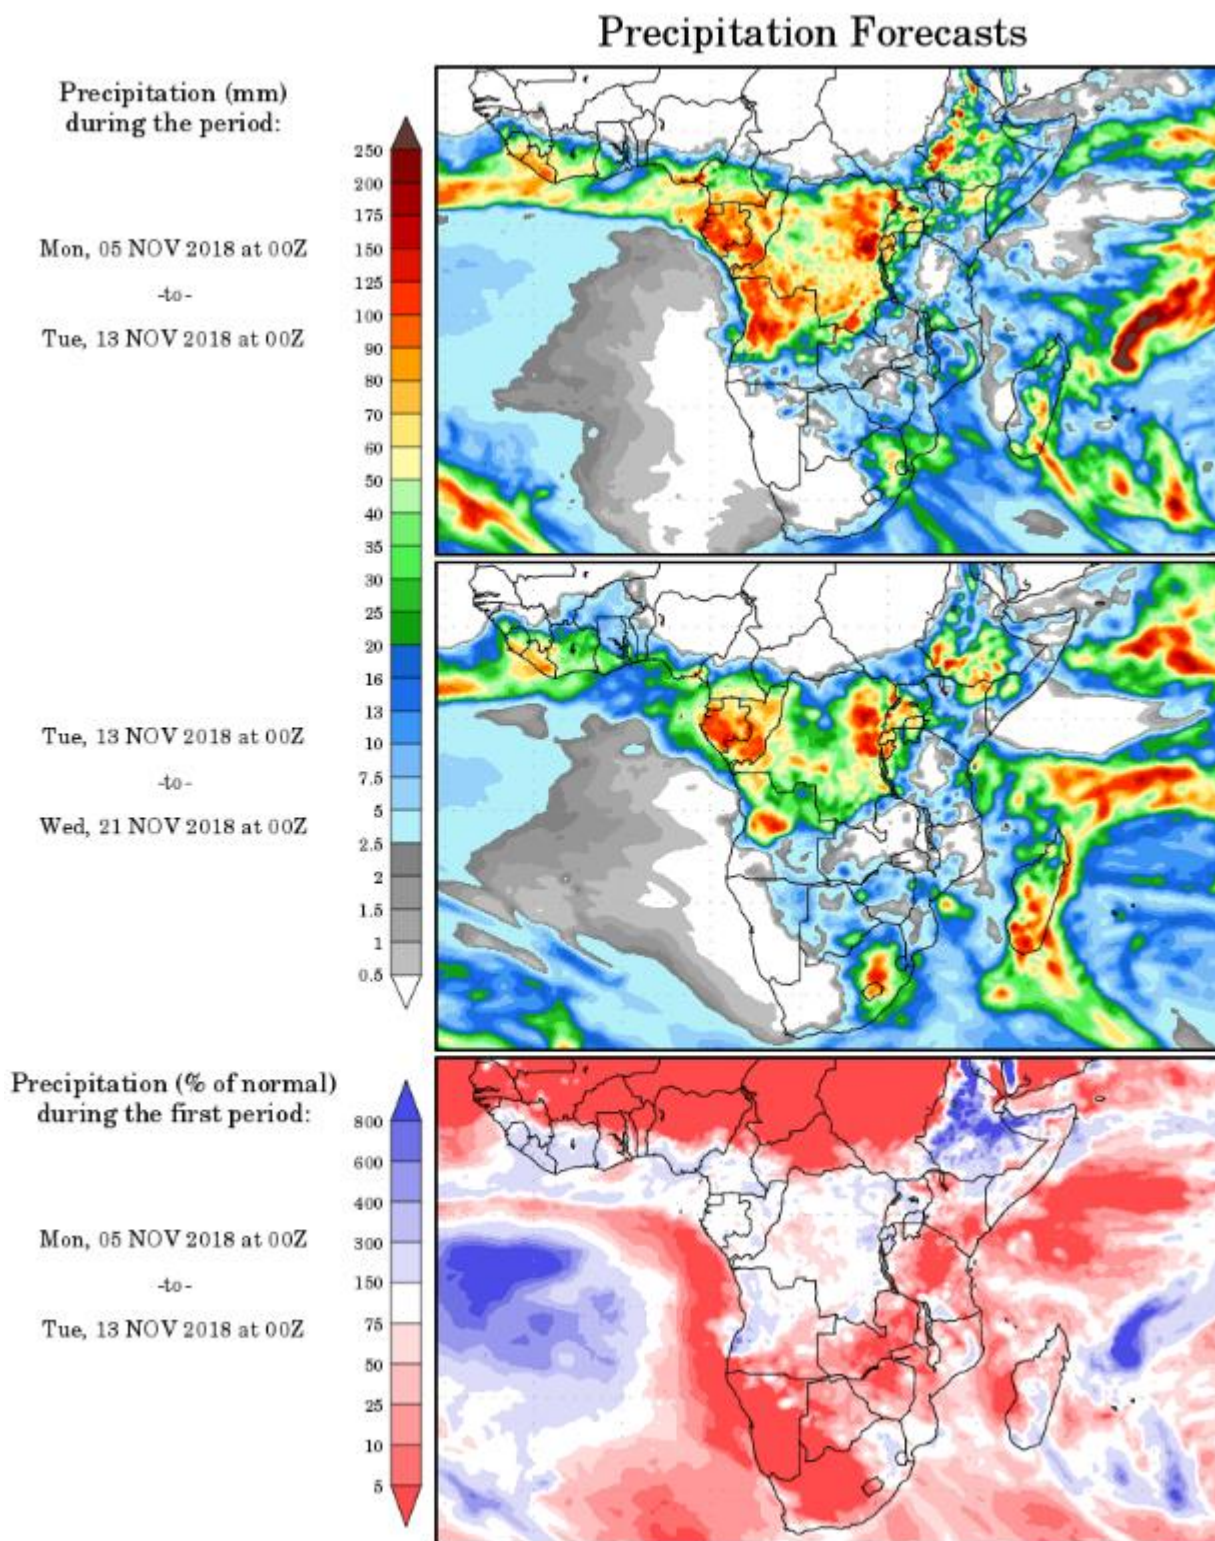 Precipitation Forecasts
Precipitation (mm)
during the period:
250
200
175
150
Mon, 05 NOV 2018 at 00Z
125
-to-
100
Tue, 13 NOV 2018 at 00Z
90
80
70
60
50
40
35
30
25
20
16
13
Tue, 13 NOV 2018 at 00Z
10
7.5
-to-
5
Wed, 21 NOV 2018 at 00Z
2.5
2
1.5
1
0.5
Precipitation (% of normal)
during the first period:
800
600
400
Mon, 05 NOV 2018 at 00Z
300
-to-
150
Tue, 13 NOV 2018 at 00Z
75
50
25
10
5